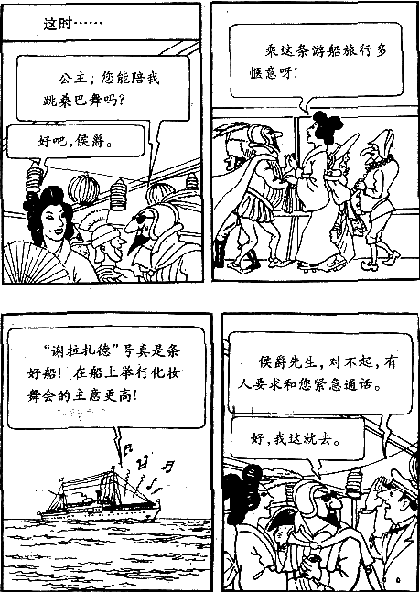 这时……
公主，您能陪我
跳桑巴舞吗？
好吧，侯爵。
乘这条游船旅行多
惬意呀！
“谢拉扎德”号真是条
好船！在船上举行化妆
舞会的主意更高！
侯爵先生，对不起，有
人要求和您紧急通话。
好，我这就去。